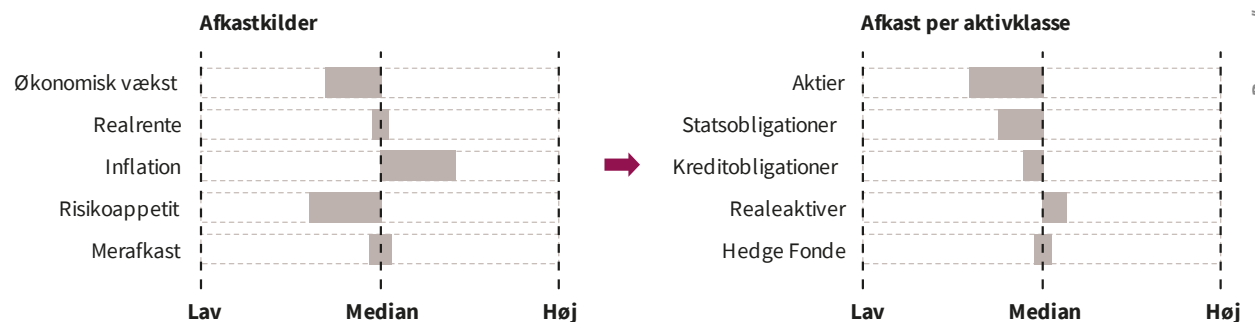 Afkastkilder
Økonomisk vækst
Realrente
Inflation
Risikoappetit
Merafkast
Lav Median Høj
Afkast per aktivklasse
Aktier
Statsobligationer
Kreditobligationer
Realeaktiver
Hedge Fonde
Lav Median Høj